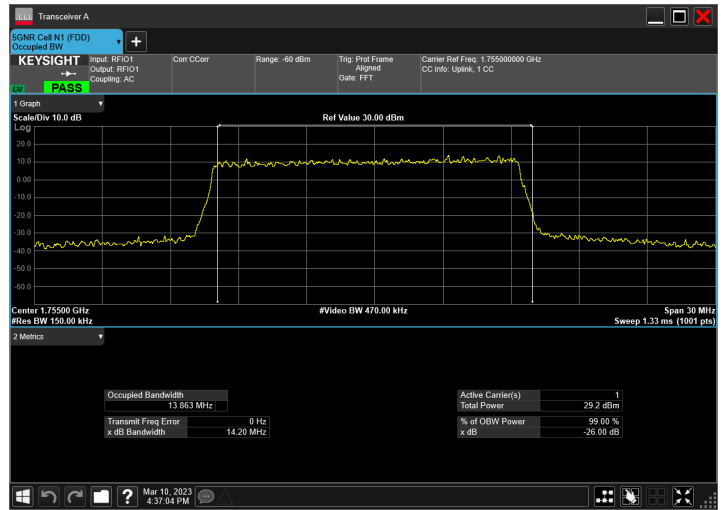 Transceiver A
5GNR Cell N1 (FDD)
Occupied BW
KEYSIGHT
LXI
PASS
Input: RFIO1
Output: RFIO1
Coupling: AC
Corr CCorr
Range: -60 dBm
Trig: Prot Frame
Aligned
Gate: FFT
Carrier Ref Freq: 1.755000000 GHz
CC Info: Uplink, 1 CC
1 Graph
Scale/Div 10.0 dB
Ref Value 30.00 dBm
Log
20.0
10.0
0.00
-10.0
-20.0
-30.0
-40.0
-50.0
-60.0
Center 1.75500 GHz
#Video BW 470.00 kHz
Span 30 MHz
#Res BW 150.00 kHz
Sweep 1.33 ms (1001 pts)
2 Metrics
Occupied Bandwidth
13.863 MHz
Transmit Freq Error 0 Hz
x dB Bandwidth 14.20 MHz
Active Carrier(s) 1
Total Power 29.2 dBm
% of OBW Power 99.00 %
x dB -26.00 dB
Mar 10, 2023
4:37:04 PM